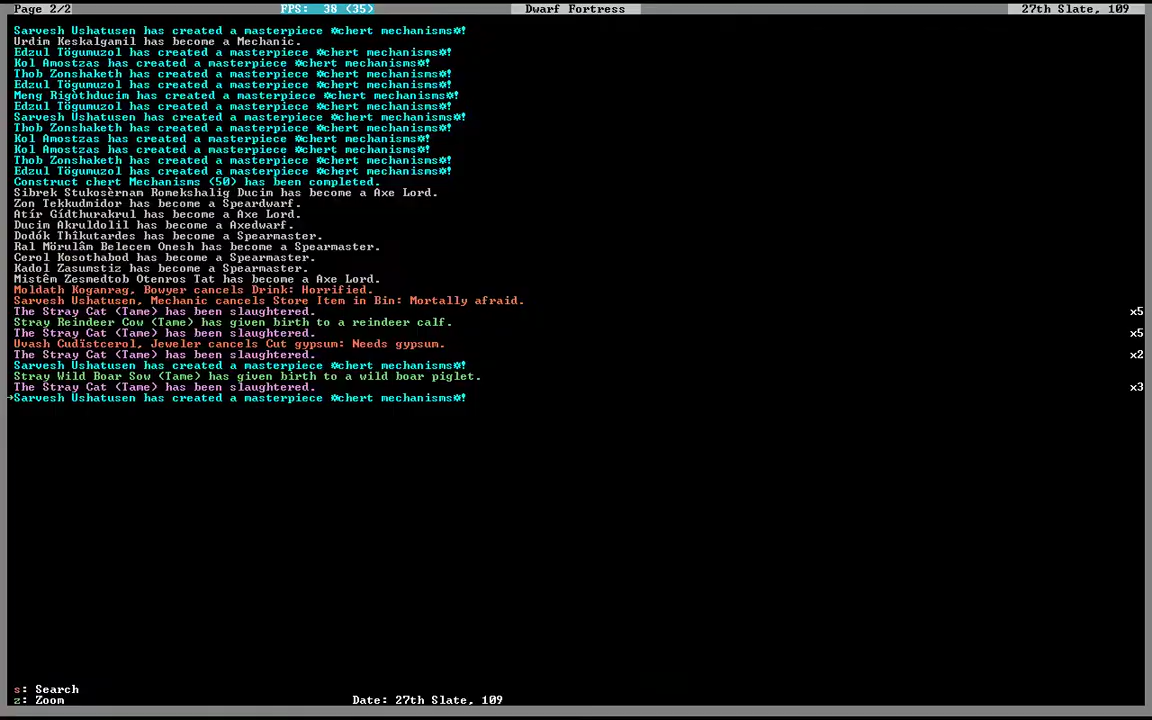 Page 2/2 FPS: 38 (35) Dwarf Fortress 27th Slate, 109
Sarvesh Ushatusen has created a masterpiece ☼chert mechanisms☼!
Urdim Keskalgamil has become a Mechanic.
Edzul Tögumuzol has created a masterpiece ☼chert mechanisms☼!
Kol Amostzas has created a masterpiece ☼chert mechanisms☼!
Thob Zonshaketh has created a masterpiece ☼chert mechanisms☼!
Edzul Tögumuzol has created a masterpiece ☼chert mechanisms☼!
Meng Rigòthducim has created a masterpiece ☼chert mechanisms☼!
Edzul Tögumuzol has created a masterpiece ☼chert mechanisms☼!
Sarvesh Ushatusen has created a masterpiece ☼chert mechanisms☼!
Thob Zonshaketh has created a masterpiece ☼chert mechanisms☼!
Kol Amostzas has created a masterpiece ☼chert mechanisms☼!
Kol Amostzas has created a masterpiece ☼chert mechanisms☼!
Thob Zonshaketh has created a masterpiece ☼chert mechanisms☼!
Edzul Tögumuzol has created a masterpiece ☼chert mechanisms☼!
Construct chert Mechanisms (50) has been completed.
Sibrek Stukosèrnam Romekshalig Ducim has become a Axe Lord.
Zon Tekkudmidor has become a Speardwarf.
Atír Gídthurakrul has become a Axe Lord.
Ducim Akruldolil has become a Axedwarf.
Dodók Thîkutardes has become a Spearmaster.
Ral Mörulâm Belecem Onesh has become a Spearmaster.
Cerol Kosothabod has become a Spearmaster.
Kadol Zasumstiz has become a Spearmaster.
Mistêm Zesmedtob Otenros Tat has become a Axe Lord.
Moldath Koganrag, Bowyer cancels Drink: Horrified.
Sarvesh Ushatusen, Mechanic cancels Store Item in Bin: Mortally afraid.
The Stray Cat (Tame) has been slaughtered. x5
Stray Reindeer Cow (Tame) has given birth to a reindeer calf.
The Stray Cat (Tame) has been slaughtered. x5
Uvash Cudïstcerol, Jeweler cancels Cut gypsum: Needs gypsum.
The Stray Cat (Tame) has been slaughtered. x2
Sarvesh Ushatusen has created a masterpiece ☼chert mechanisms☼!
Stray Wild Boar Sow (Tame) has given birth to a wild boar piglet.
The Stray Cat (Tame) has been slaughtered. x3
→Sarvesh Ushatusen has created a masterpiece ☼chert mechanisms☼!
s: Search
z: Zoom Date: 27th Slate, 109